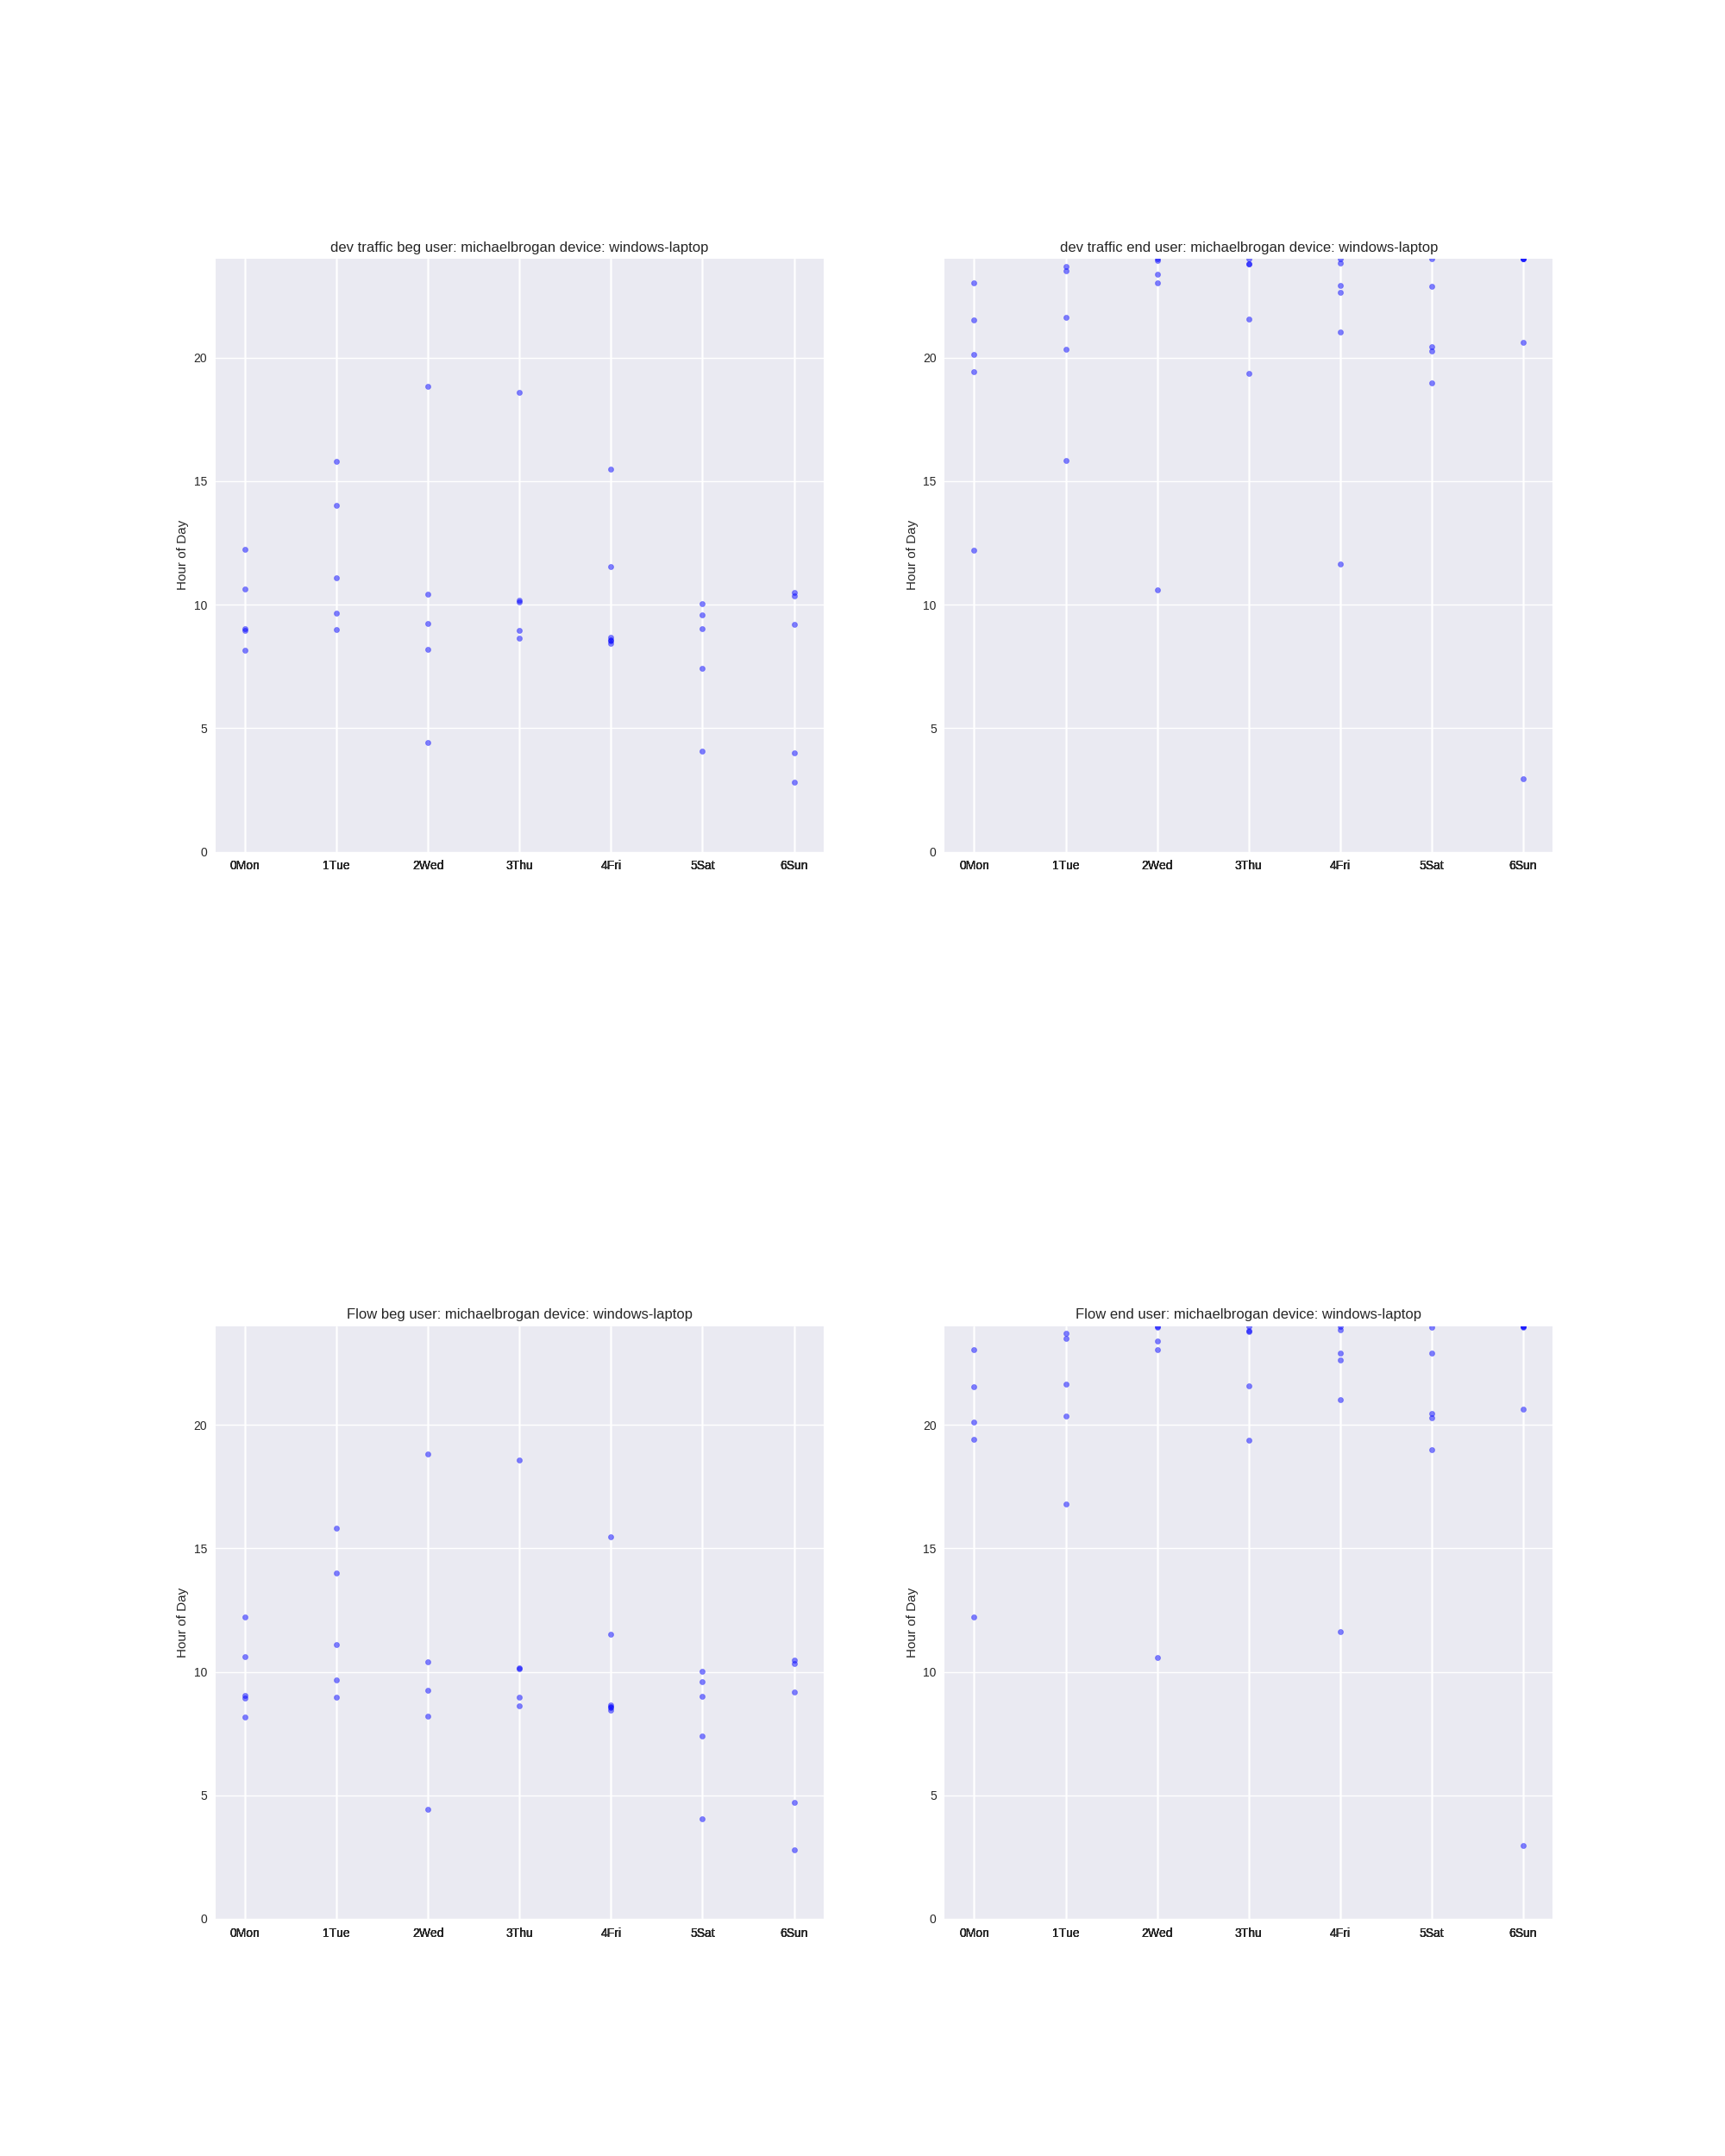 dev traffic beg user: michaelbrogan device: windows-laptop
Hour of Day
20
15
10
5
0
0Mon 1Tue 2Wed 3Thu 4Fri 5Sat 6Sun
dev traffic end user: michaelbrogan device: windows-laptop
Hour of Day
20
15
10
5
0
0Mon 1Tue 2Wed 3Thu 4Fri 5Sat 6Sun
Flow beg user: michaelbrogan device: windows-laptop
Hour of Day
20
15
10
5
0
0Mon 1Tue 2Wed 3Thu 4Fri 5Sat 6Sun
Flow end user: michaelbrogan device: windows-laptop
Hour of Day
20
15
10
5
0
0Mon 1Tue 2Wed 3Thu 4Fri 5Sat 6Sun